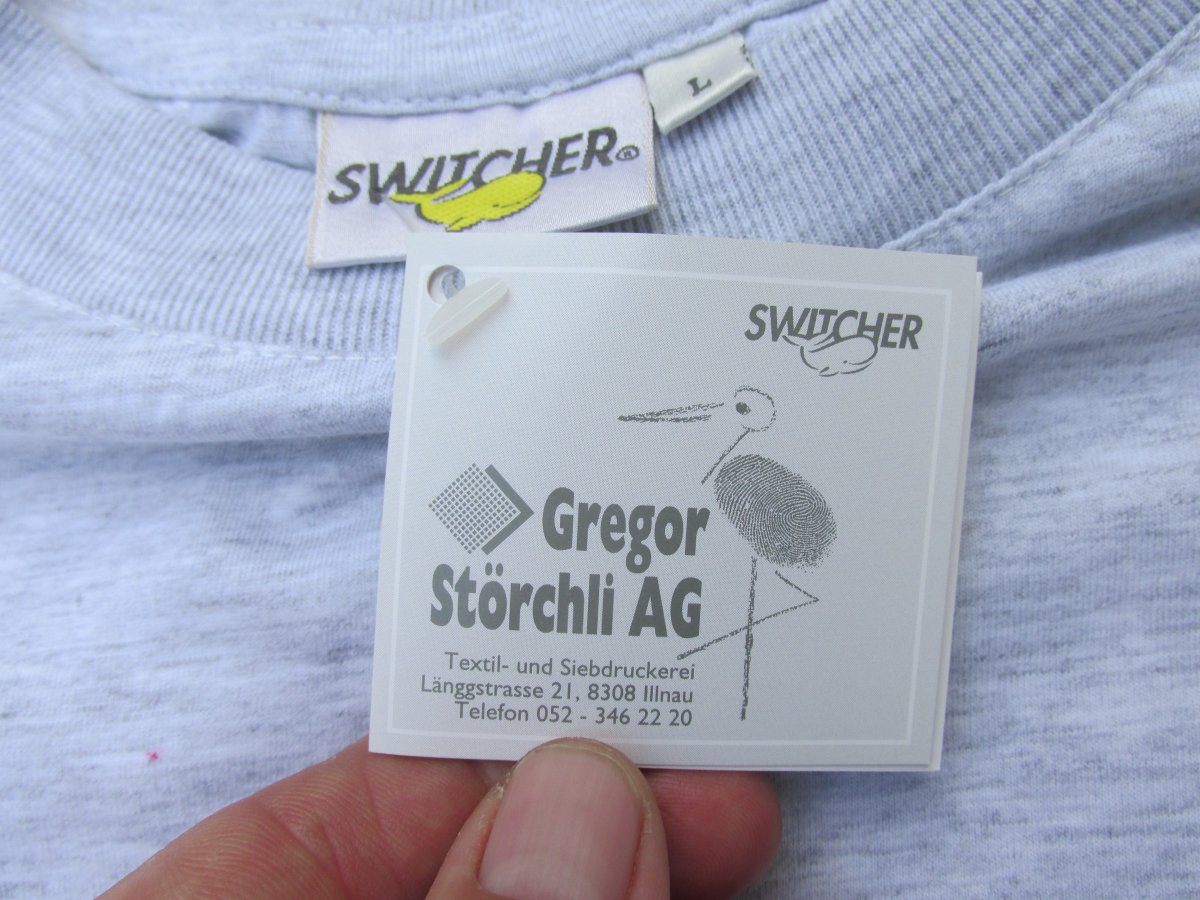 SWITCHER®
L
SWITCHER
Gregor
Störchli AG
Textil- und Siebdruckerei
Länggstrasse 21, 8308 Illnau
Telefon 052 - 346 22 20